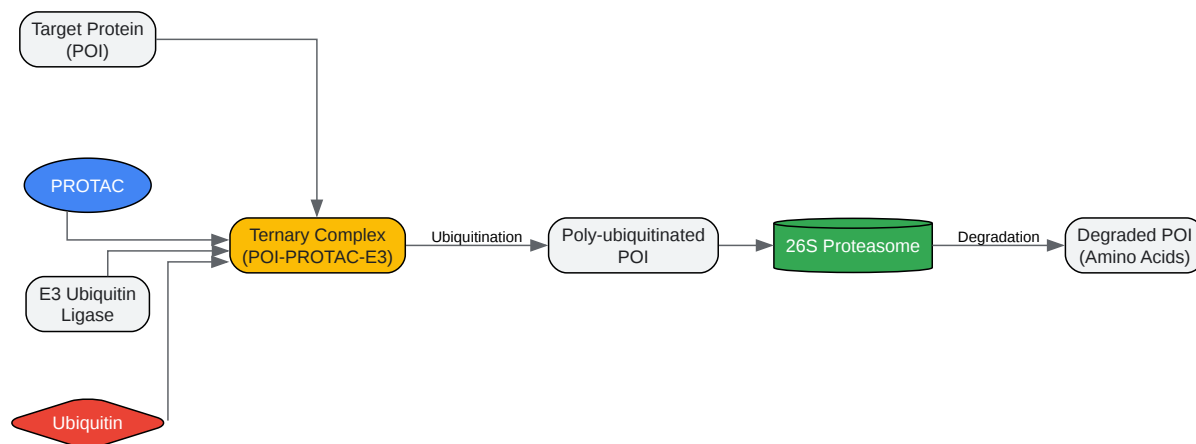 Target Protein
(POI)
PROTAC
E3 Ubiquitin
Ligase
Ubiquitin
Ternary Complex
(POI-PROTAC-E3)
Ubiquitination
Poly-ubiquitinated
POI
26S Proteasome
Degradation
Degraded POI
(Amino Acids)